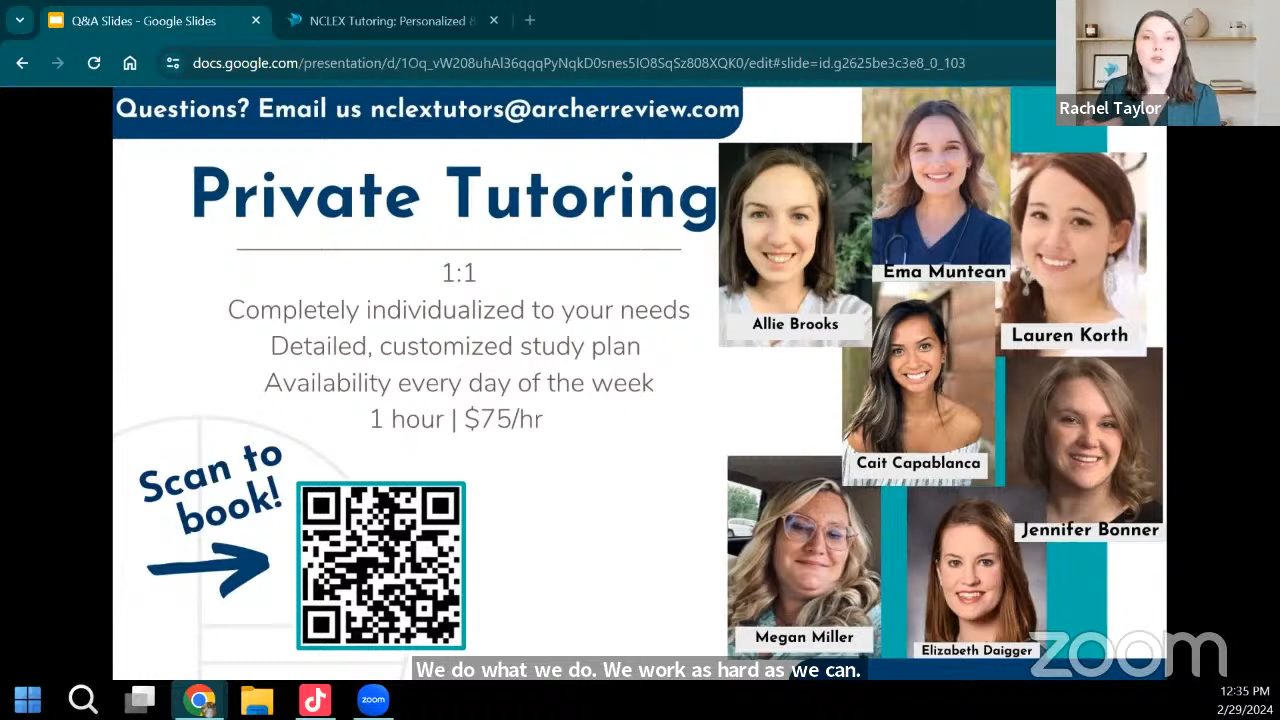 Q&A Slides - Google Slides
NCLEX Tutoring: Personalized &
docs.google.com/presentation/d/1Oq_vW208uhAl36qqqPyNqkD0snes5IO8SqSz808XQK0/edit#slide=id.g2625be3c3e8_0_103
Rachel Taylor
Questions? Email us nclextutors@archerreview.com
Private Tutoring
1:1
Completely individualized to your needs
Detailed, customized study plan
Availability every day of the week
1 hour | $75/hr
Scan to
book!
Allie Brooks
Ema Muntean
Lauren Korth
Cait Capablanca
Jennifer Bonner
Megan Miller
Elizabeth Daigger
zoom
We do what we do. We work as hard as we can.
zoom
12:35 PM
2/29/2024